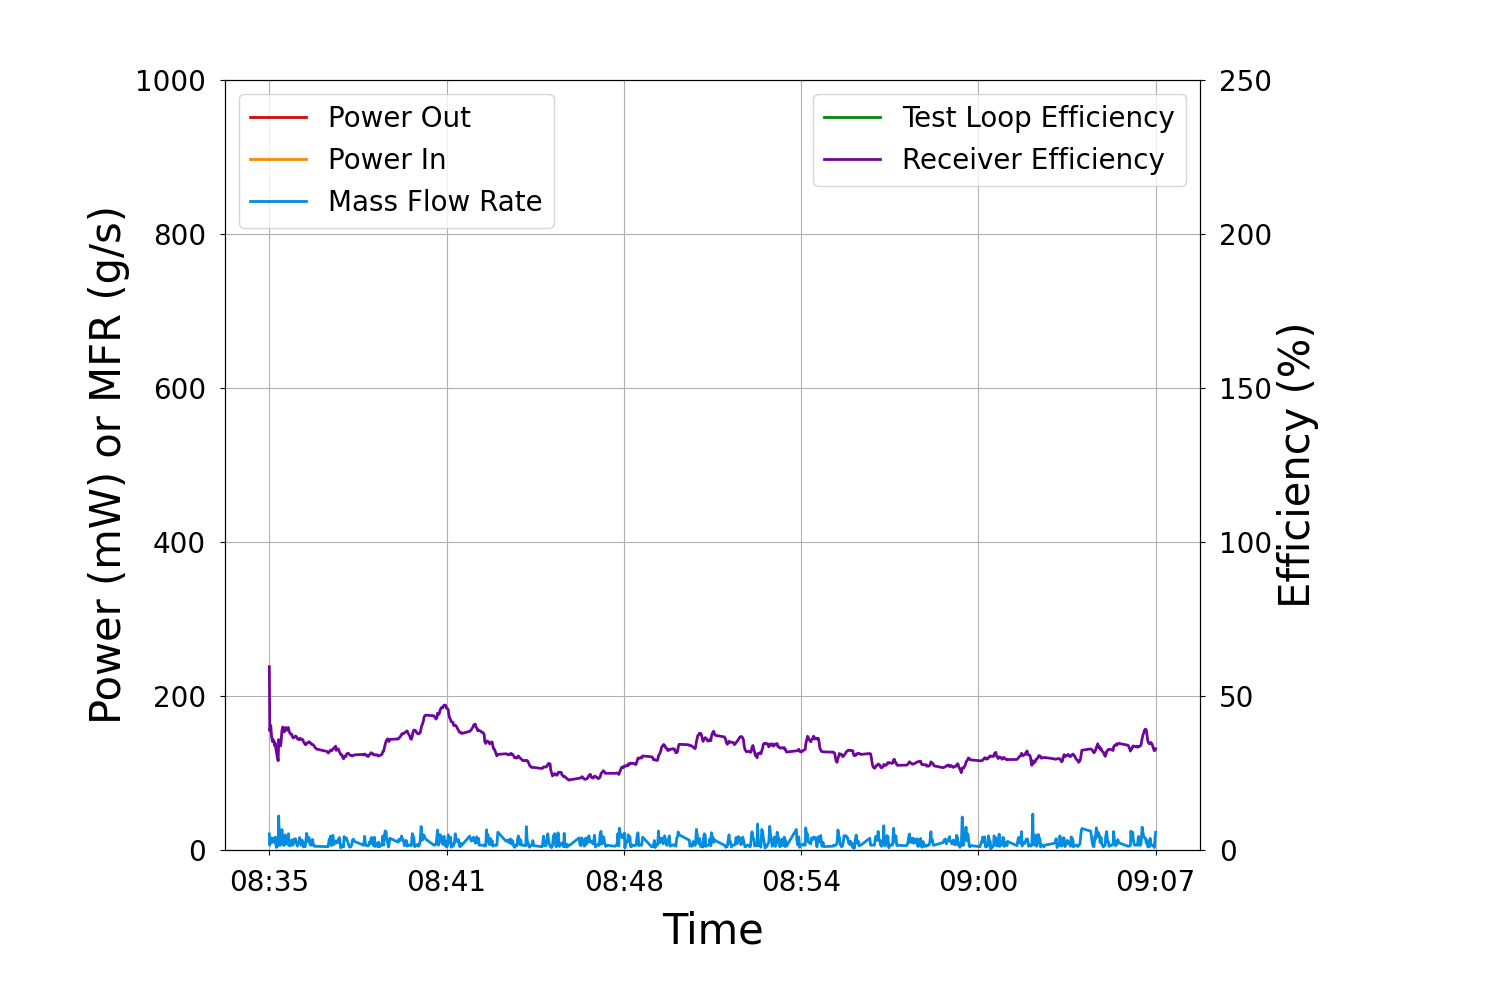 Power (mW) or MFR (g/s)
1000
800
600
400
200
0
Power Out
Power In
Mass Flow Rate
Test Loop Efficiency
Receiver Efficiency
250
200
150
100
50
0
Efficiency (%)
08:35 08:41 08:48 08:54 09:00 09:07
Time